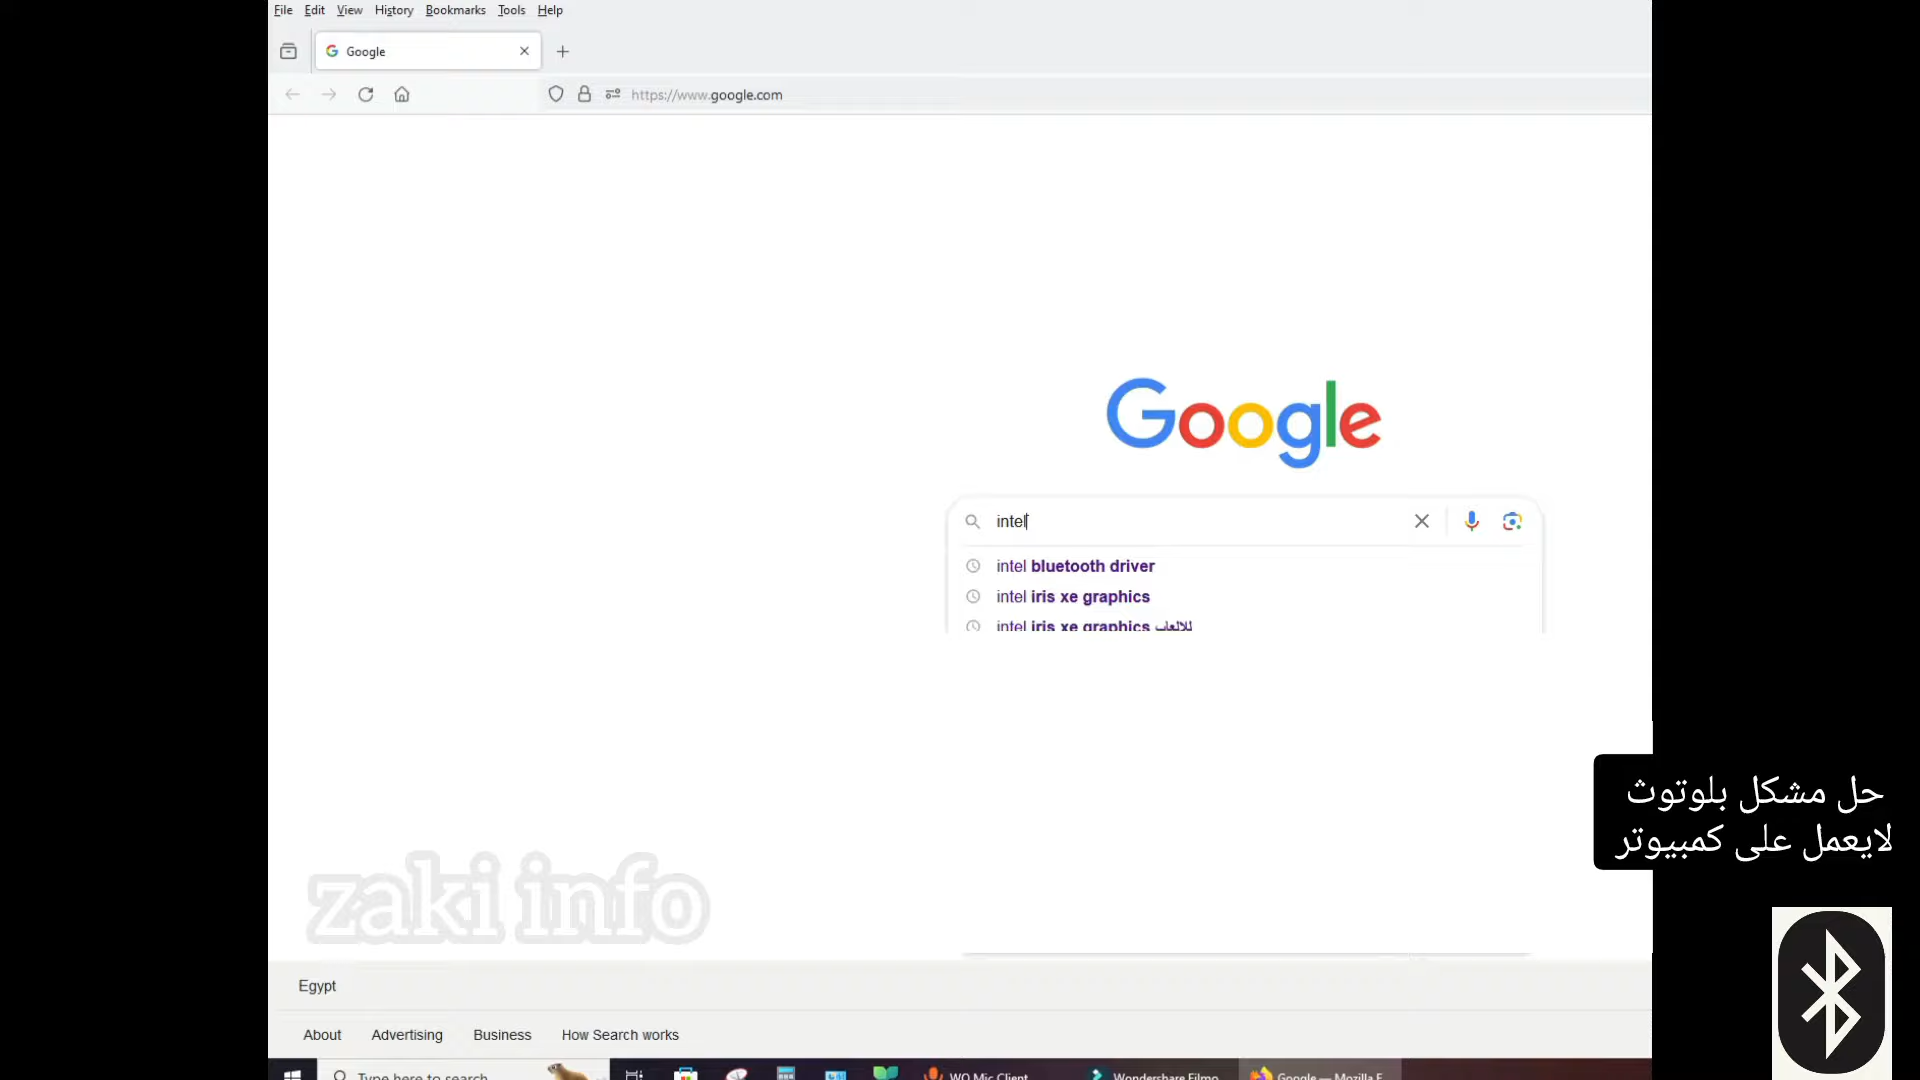 File Edit View History Bookmarks Tools Help
Google
https://www.google.com
Google
intel
intel bluetooth driver
intel iris xe graphics
intel iris xe graphics للالعاب
حل مشكل بلوتوث
لايعمل على كمبيوتر
zaki info
Egypt
About Advertising Business How Search works
Type here to search WO Mic Client Wondershare Filmo Google — Mozilla F